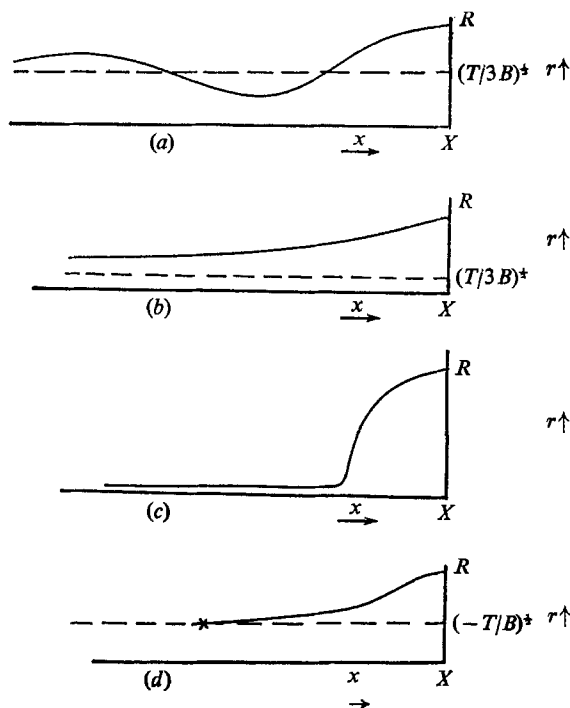 R
(T/3B)^½ r↑
(a) x X
R
r↑
(T/3B)^½
(b) x X
R
r↑
(c) x X
R
(−T/B)^½ r↑
(d) x X